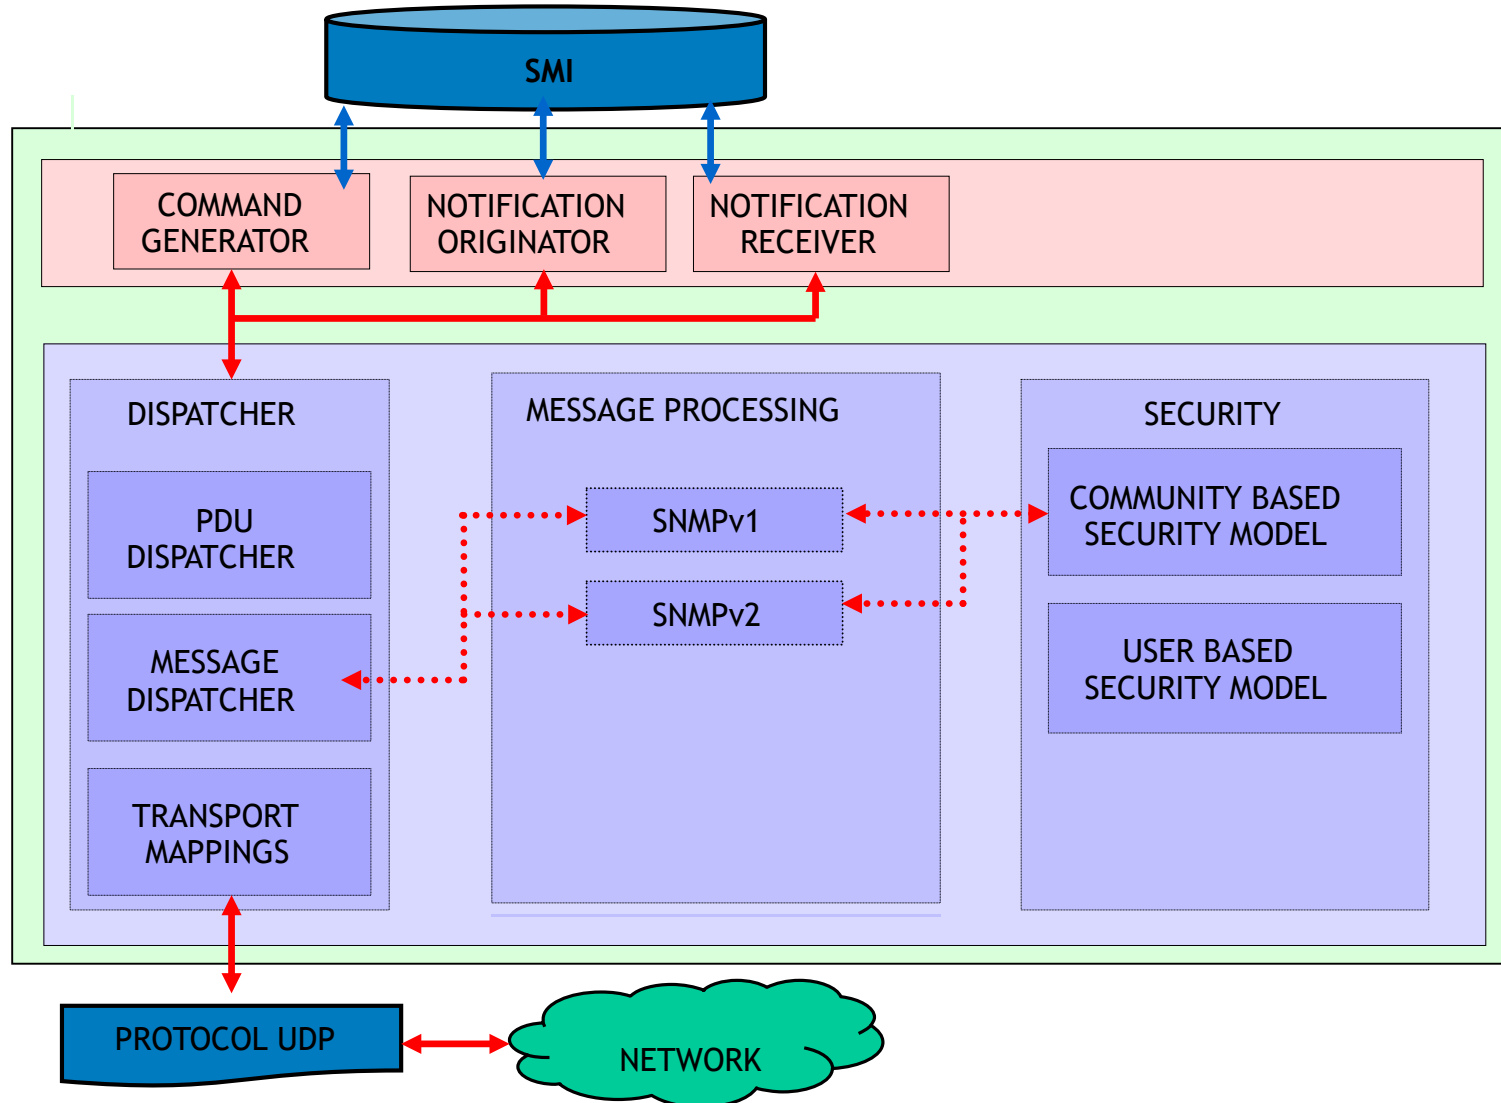 SMI
COMMAND
GENERATOR
NOTIFICATION
ORIGINATOR
NOTIFICATION
RECEIVER
DISPATCHER
PDU
DISPATCHER
MESSAGE
DISPATCHER
TRANSPORT
MAPPINGS
MESSAGE PROCESSING
SNMPv1
SNMPv2
SECURITY
COMMUNITY BASED
SECURITY MODEL
USER BASED
SECURITY MODEL
PROTOCOL UDP
NETWORK